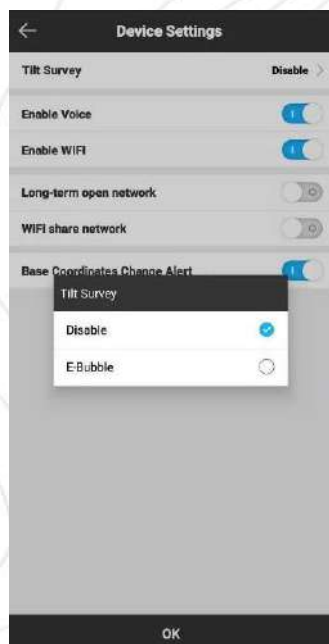 Device Settings
Tilt Survey Disable
Enable Voice
Enable WIFI
Long-term open network
WIFI share network
Base Coordinates Change Alert
Tilt Survey
Disable
E-Bubble
OK